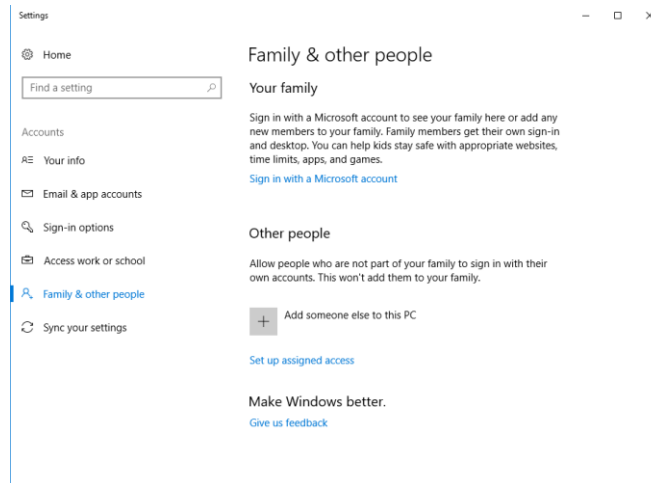 Settings
Home
Find a setting
Accounts
Your info
Email & app accounts
Sign-in options
Access work or school
Family & other people
Sync your settings
Family & other people
Your family
Sign in with a Microsoft account to see your family here or add any
new members to your family. Family members get their own sign-in
and desktop. You can help kids stay safe with appropriate websites,
time limits, apps, and games.
Sign in with a Microsoft account
Other people
Allow people who are not part of your family to sign in with their
own accounts. This won't add them to your family.
Add someone else to this PC
Set up assigned access
Make Windows better.
Give us feedback